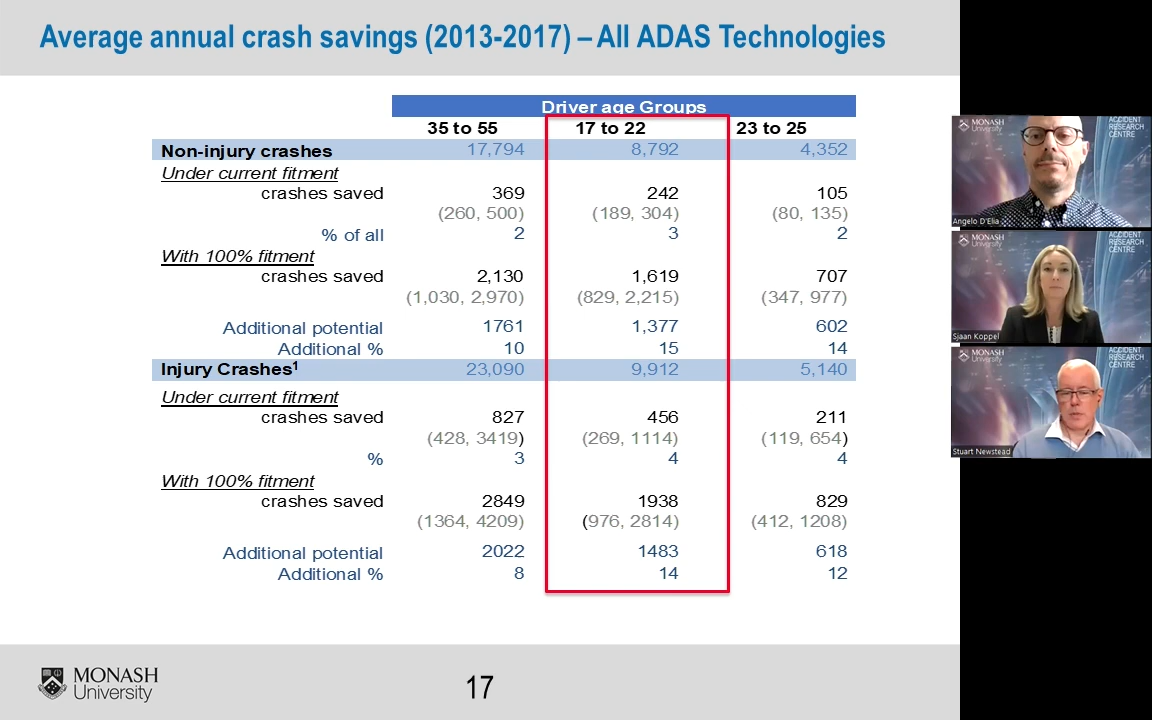 Average annual crash savings (2013-2017) – All ADAS Technologies
Driver age Groups
35 to 55 17 to 22 23 to 25
Non-injury crashes 17,794 8,792 4,352
Under current fitment
crashes saved 369 242 105
(260, 500) (189, 304) (80, 135)
% of all 2 3 2
With 100% fitment
crashes saved 2,130 1,619 707
(1,030, 2,970) (829, 2,215) (347, 977)
Additional potential 1761 1,377 602
Additional % 10 15 14
Injury Crashes¹ 23,090 9,912 5,140
Under current fitment
crashes saved 827 456 211
(428, 3419) (269, 1114) (119, 654)
% 3 4 4
With 100% fitment
crashes saved 2849 1938 829
(1364, 4209) (976, 2814) (412, 1208)
Additional potential 2022 1483 618
Additional % 8 14 12
MONASH
University
17
MONASH
University
ACCIDENT
RESEARCH
CENTRE
Angelo D'Elia
MONASH
University
ACCIDENT
RESEARCH
CENTRE
Sjaan Koppel
MONASH
University
ACCIDENT
RESEARCH
CENTRE
Stuart Newstead